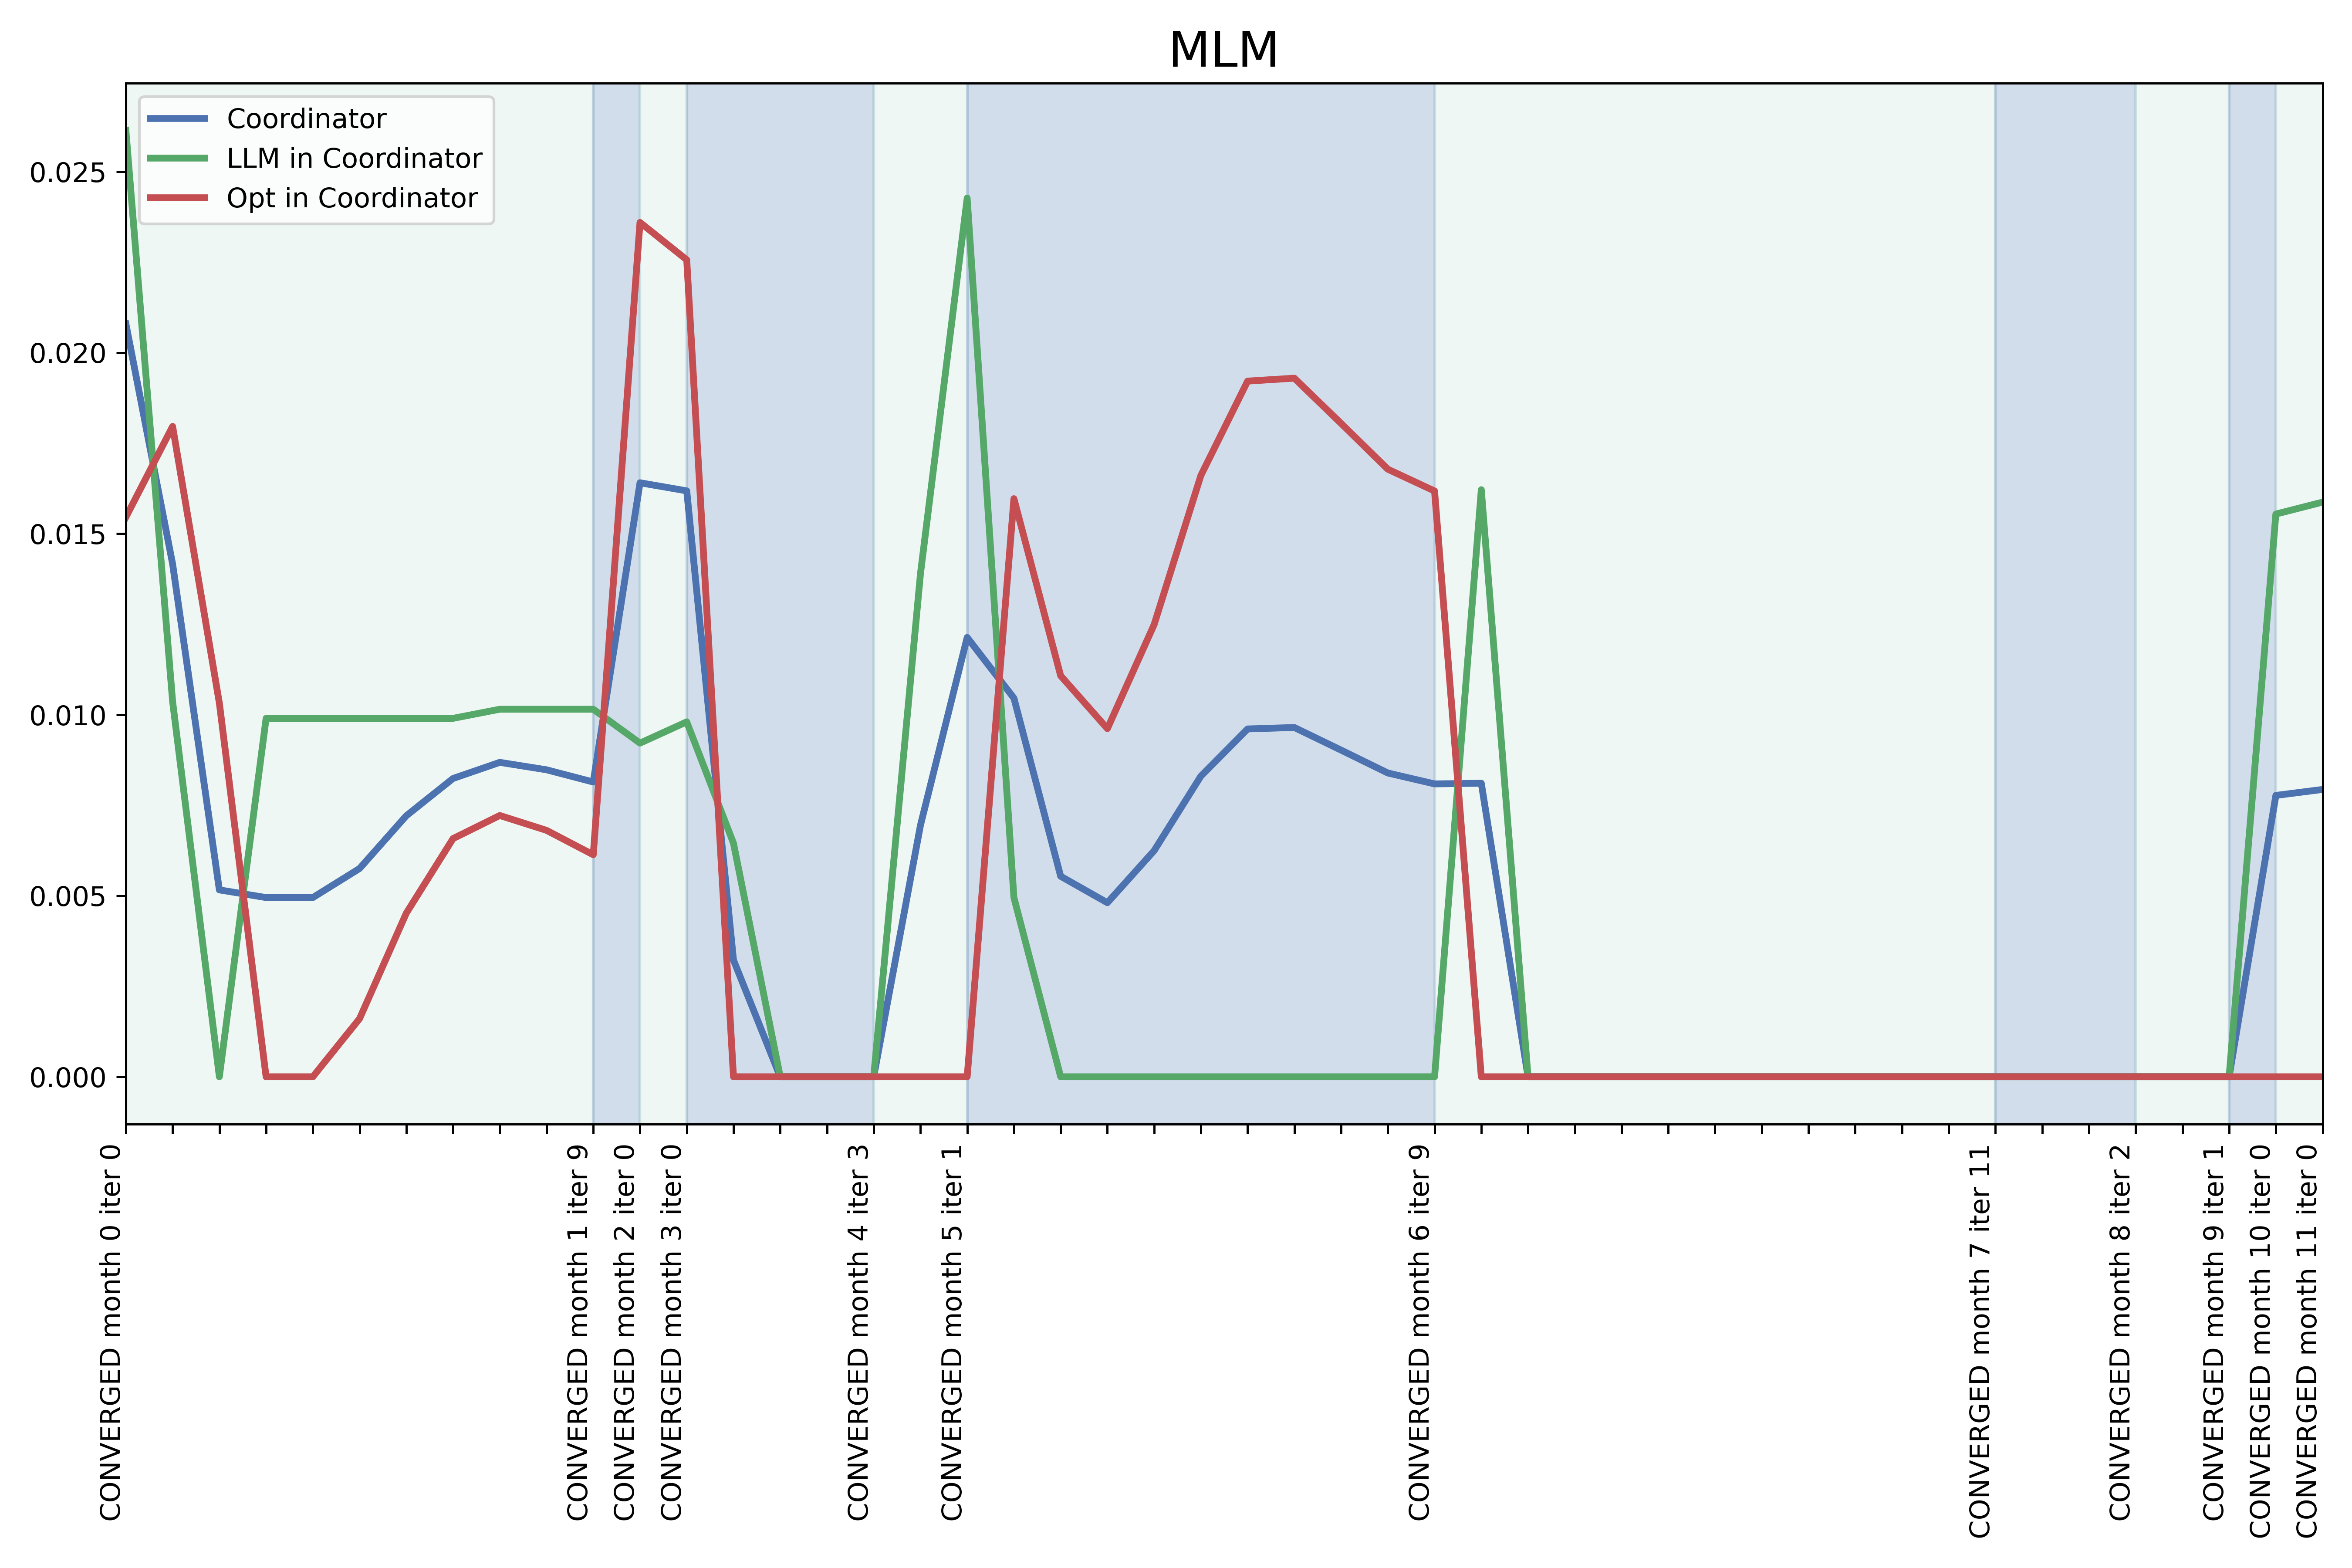 MLM
Coordinator
LLM in Coordinator
Opt in Coordinator
0.025
0.020
0.015
0.010
0.005
0.000
CONVERGED month 0 iter 0
CONVERGED month 1 iter 9
CONVERGED month 2 iter 0
CONVERGED month 3 iter 0
CONVERGED month 4 iter 3
CONVERGED month 5 iter 1
CONVERGED month 6 iter 9
CONVERGED month 7 iter 11
CONVERGED month 8 iter 2
CONVERGED month 9 iter 1
CONVERGED month 10 iter 0
CONVERGED month 11 iter 0